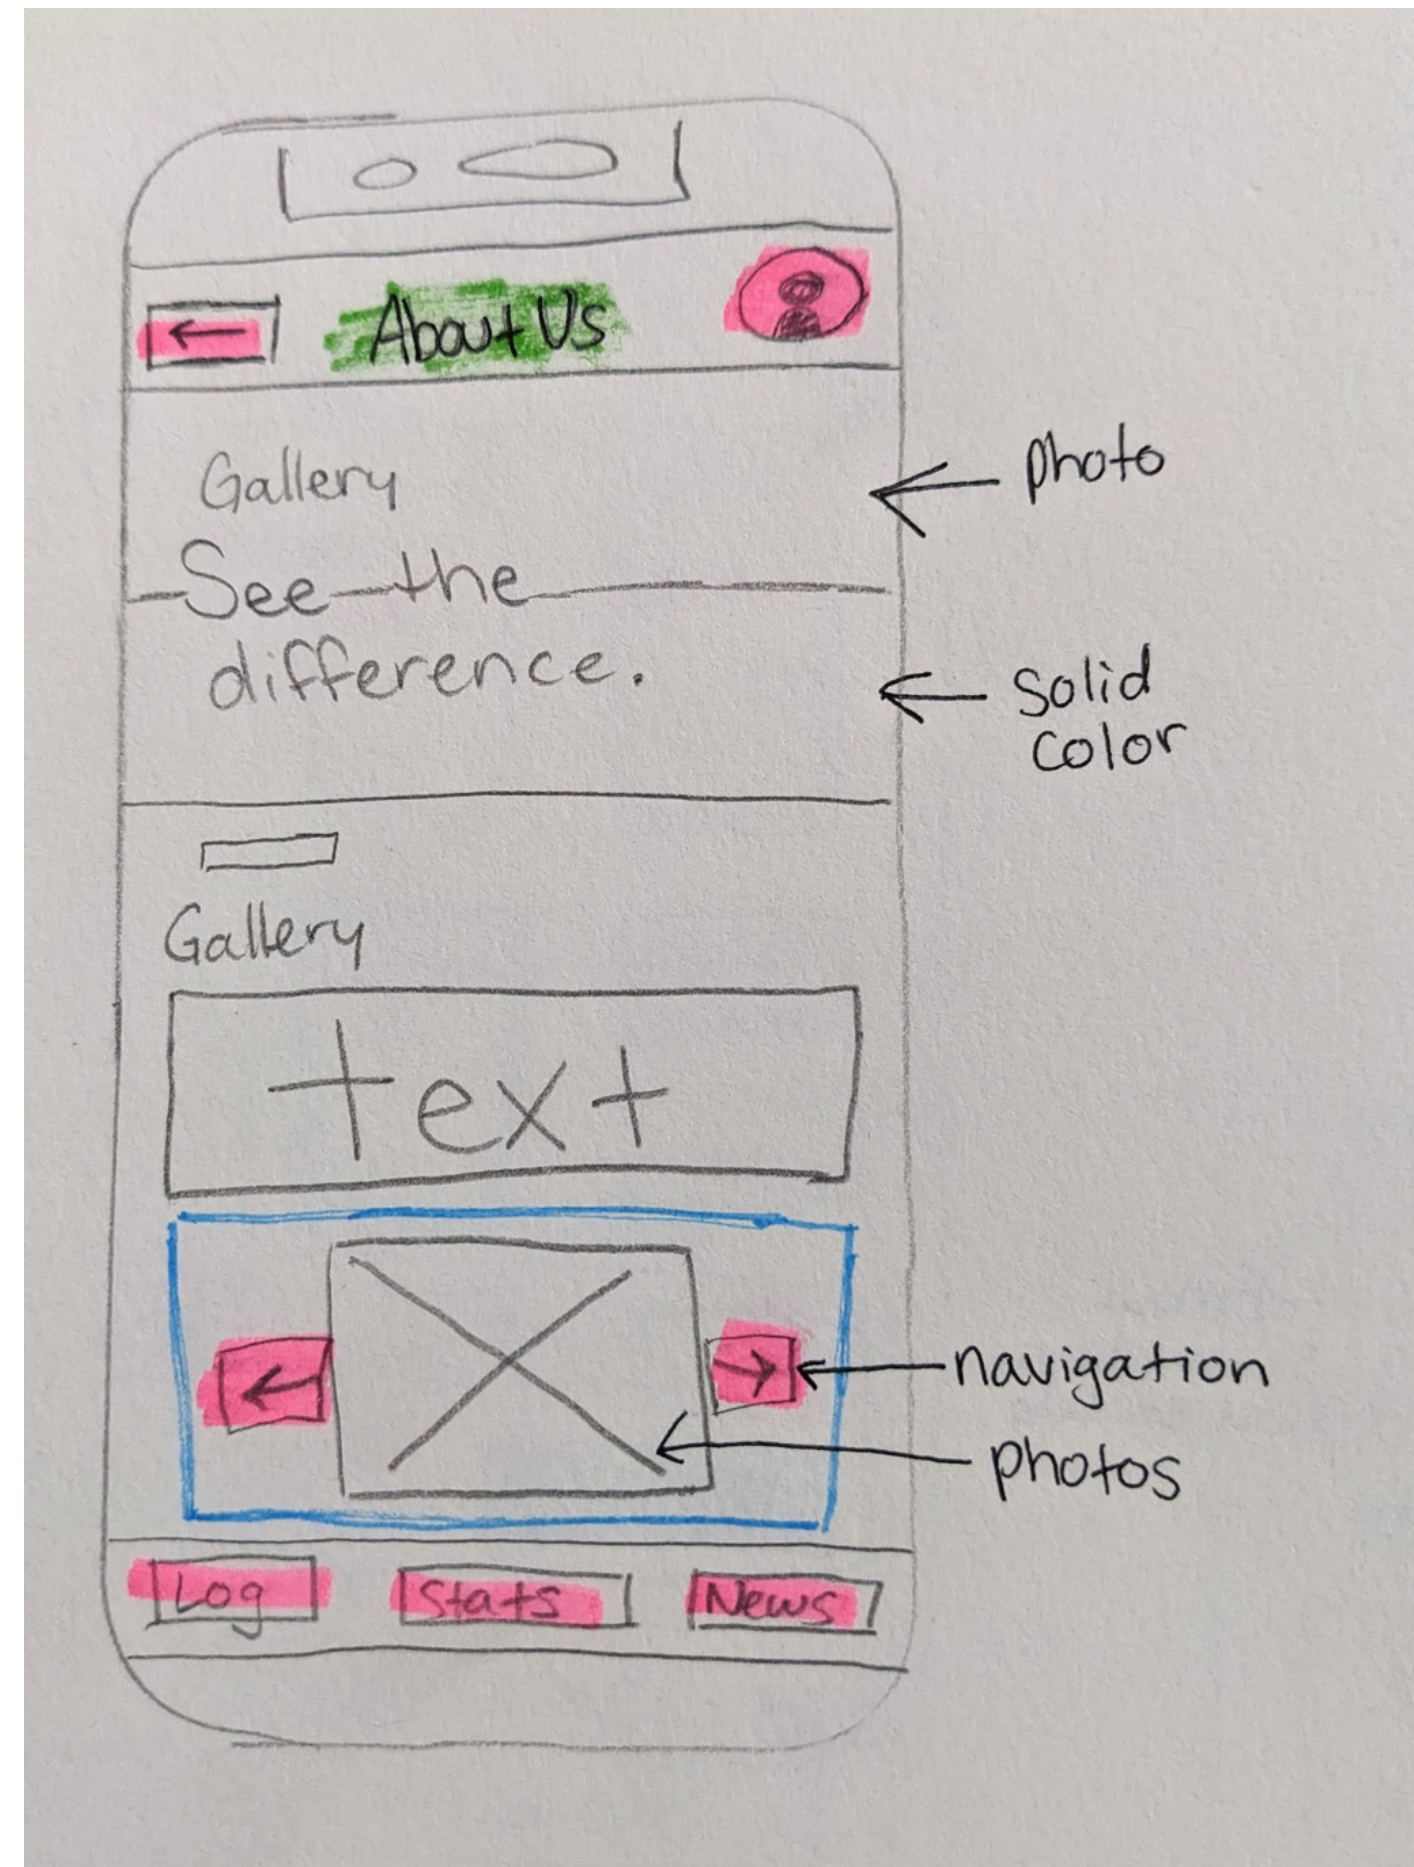 About Us
Gallery
photo
See the
difference.
solid
color
Gallery
text
navigation
photos
Log
Stats
News